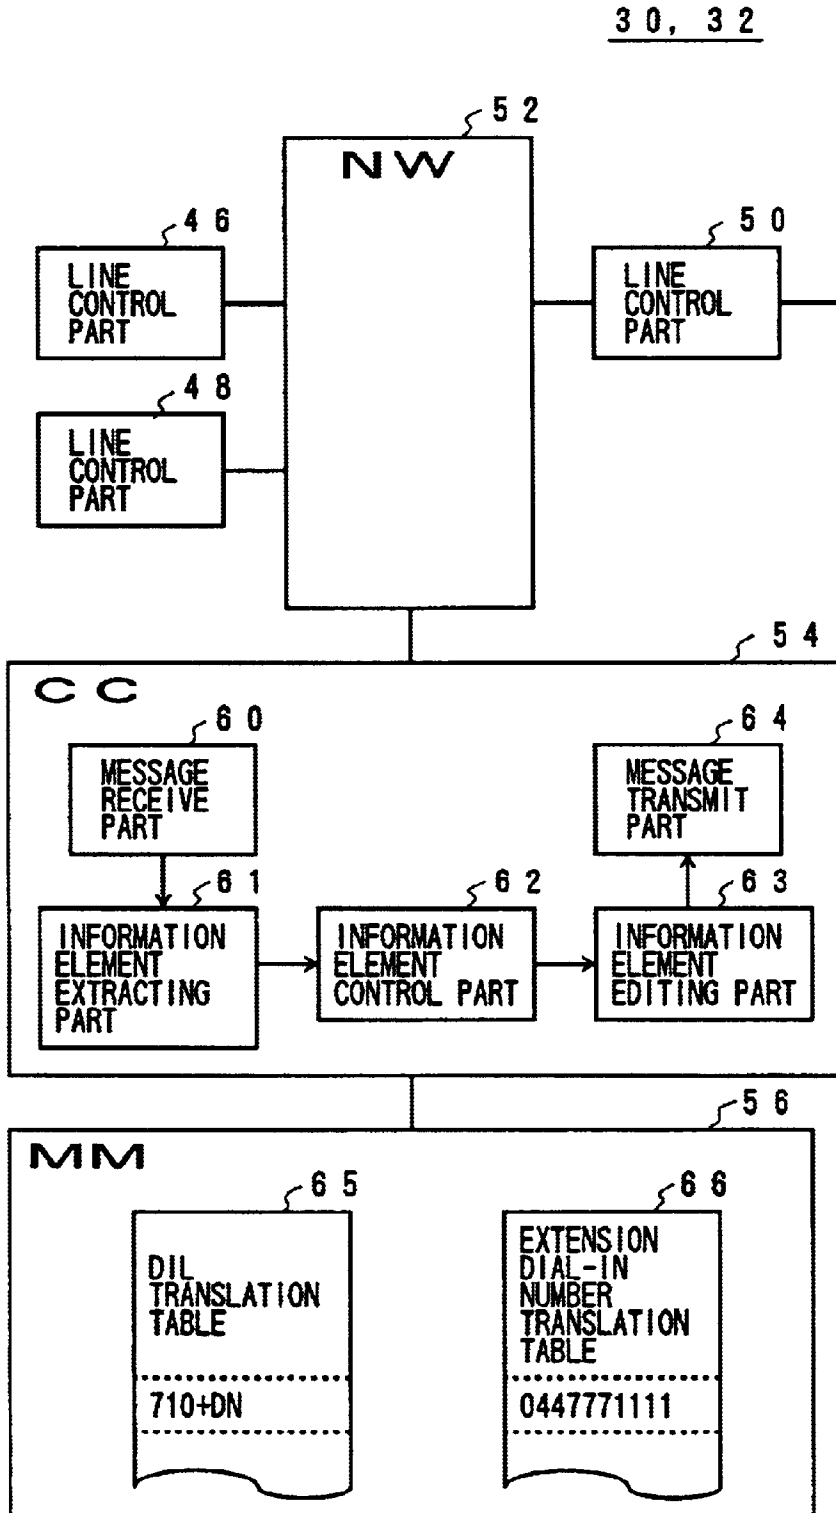 30, 32
52
NW
46
50
LINE
CONTROL
PART
LINE
CONTROL
PART
48
LINE
CONTROL
PART
54
CC
60
64
MESSAGE
RECEIVE
PART
MESSAGE
TRANSMIT
PART
61
62
63
INFORMATION
ELEMENT
EXTRACTING
PART
INFORMATION
ELEMENT
CONTROL PART
INFORMATION
ELEMENT
EDITING PART
56
MM
65
66
DIL
TRANSLATION
TABLE
EXTENSION
DIAL-IN
NUMBER
TRANSLATION
TABLE
710+DN
0447771111